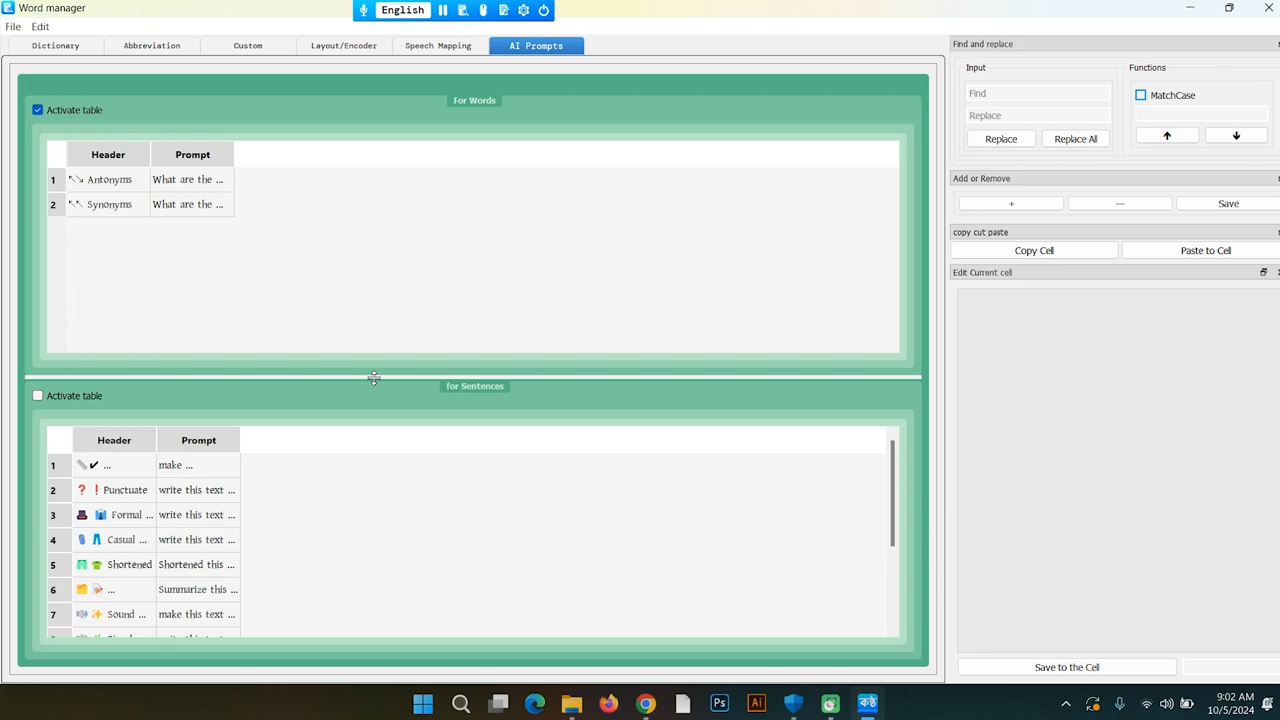 Word manager
English
File Edit
Dictionary Abbreviation Custom Layout/Encoder Speech Mapping AI Prompts
Activate table
For Words
Header Prompt
1 Antonyms What are the ...
2 Synonyms What are the ...
Activate table
for Sentences
Header Prompt
1 ✔ ... make ...
2 ❓ ❗ Punctuate write this text ...
3 Formal ... write this text ...
4 Casual ... write this text ...
5 Shortened Shortened this ...
6 ... Summarize this ...
7 Sound ... make this text ...
Find and replace
Input Functions
Find
MatchCase
Replace
Replace Replace All
Add or Remove
+ — Save
copy cut paste
Copy Cell Paste to Cell
Edit Current cell
Save to the Cell
Ps Ai কণ্ঠ
9:02 AM
10/5/2024